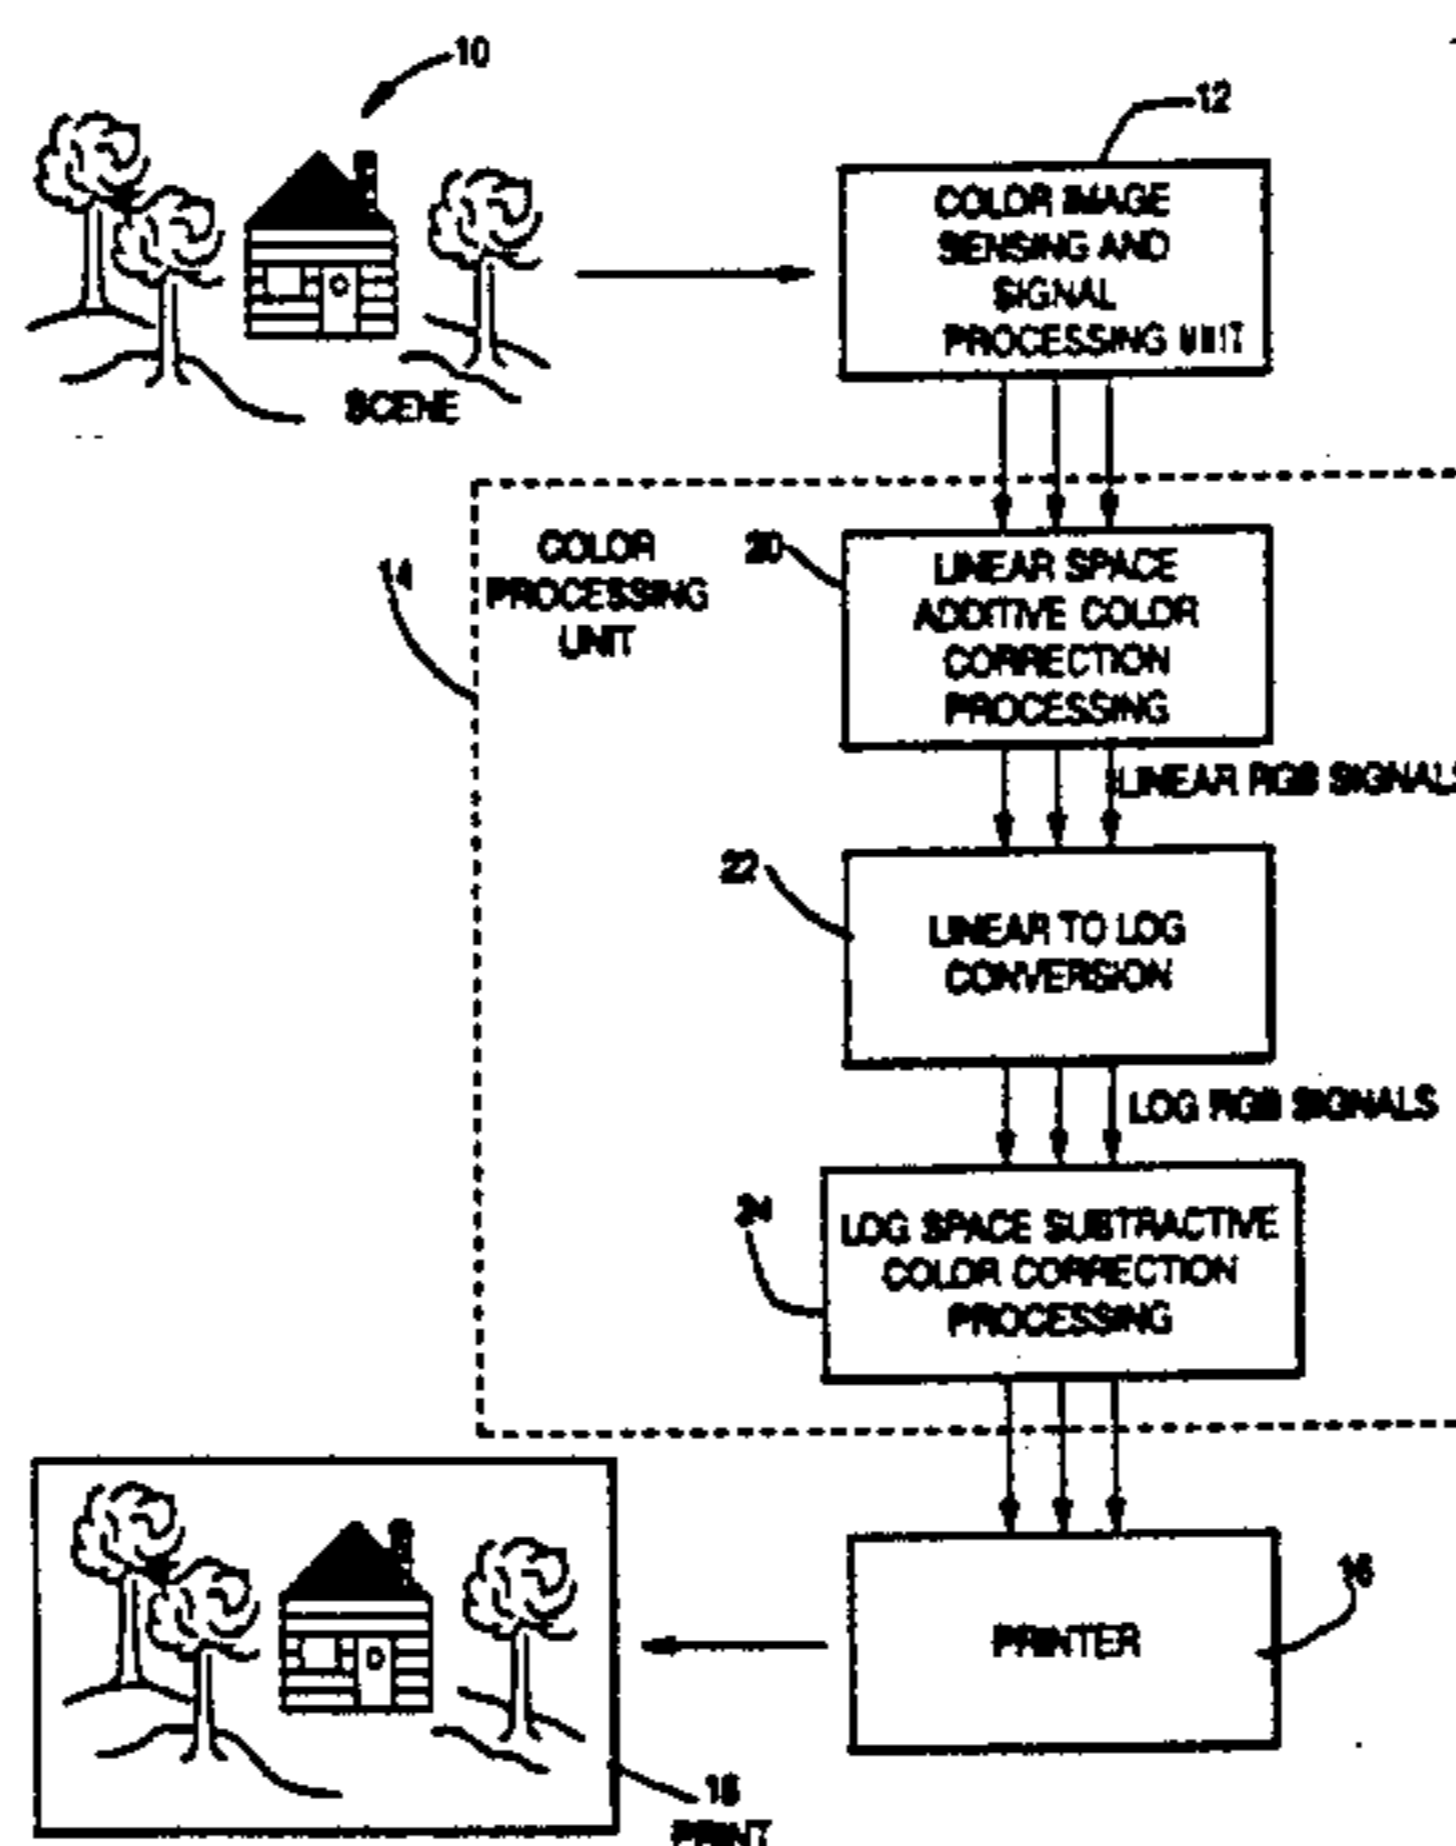 10
12
COLOR IMAGE
SENSING AND
SIGNAL
PROCESSING UNIT
SCENE
14
COLOR
PROCESSING
UNIT
20
LINEAR SPACE
ADDITIVE COLOR
CORRECTION
PROCESSING
LINEAR RGB SIGNALS
22
LINEAR TO LOG
CONVERSION
LOG RGB SIGNALS
24
LOG SPACE SUBTRACTIVE
COLOR CORRECTION
PROCESSING
PRINTER
16
PRINT